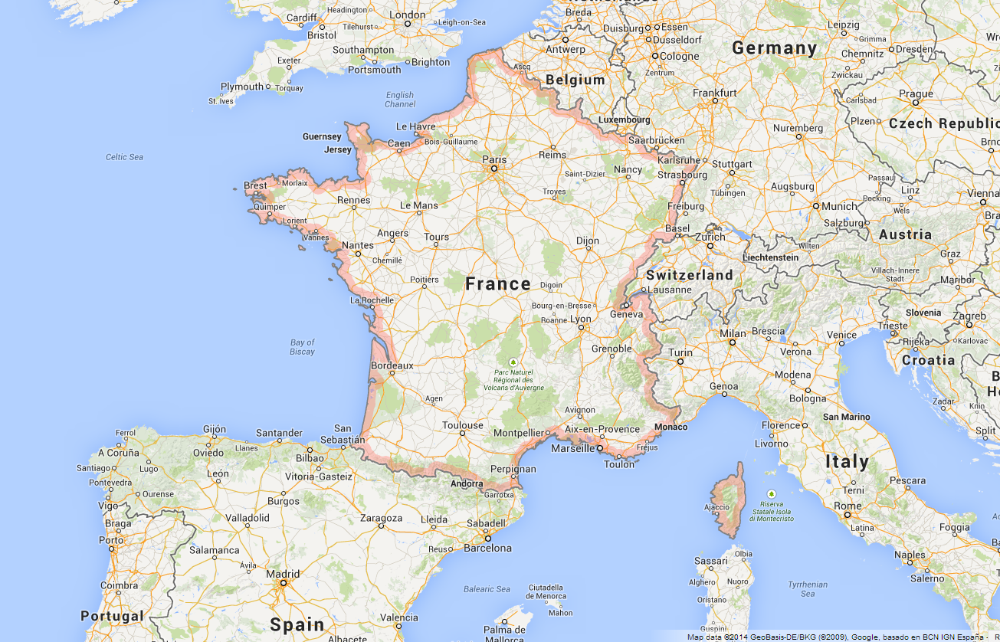 Netherlands
Headington
Cardiff
London
Tilehurst
Leigh-on-Sea
Bristol
Breda
Duisburg
Essen
Leipzig
Dusseldorf
Grimma
Germany
Southampton
Antwerp
Cologne
Chemnitz
Dresden
Exeter
Brighton
Ascq
Portsmouth
Zentrum
Zwickau
Plymouth
Torquay
Belgium
Frankfurt
Prague
St. Ives
English
Channel
Carlsbad
Luxembourg
Plzen
Czech Republic
Le Havre
Nuremberg
Guernsey
Bois-Guillaume
Saarbrücken
Jersey
Caen
Reims
Celtic Sea
Paris
Karlsruhe
Stuttgart
Nancy
Saint-Dizier
Strasbourg
Passau
Brest
Morlaix
Troyes
Tübingen
Augsburg
Linz
Vienna
Rennes
Pocking
Quimper
Le Mans
Freiburg
Munich
Wels
Lorient
Salzburg
Vannes
Angers
Tours
Basel
Zurich
Austria
Nantes
Dijon
Wilten
Graz
Chemillé
Liechtenstein
Switzerland
Villach-Innere
Stadt
Poitiers
France
Digoin
Lausanne
Maribor
La Rochelle
Bourg-en-Bresse
Geneva
Slovenia
Roanne
Lyon
Zagreb
Trieste
Milan
Brescia
Venice
Rijeka
Karlovac
Bay of
Biscay
Grenoble
Turin
Verona
Croatia
Bordeaux
Parc Naturel
Régional des
Volcans d'Auvergne
Modena
Genoa
Bologna
Zadar
Knin
Agen
Avignon
San Marino
Monaco
Florence
Split
Gijón
San
Sebastián
Toulouse
Aix-en-Provence
Ferrol
Santander
Montpellier
Marseille
Fréjus
Livorno
A Coruña
Llanes
Oviedo
Bilbao
Toulon
Italy
Santiago
Lugo
León
Vitoria-Gasteiz
Perpignan
Pontevedra
Andorra
Pescara
Ourense
Garrotxa
Terni
Vigo
Burgos
Riserva
Statale Isola
di Montecristo
Ajaccio
Rome
Braga
Valladolid
Zaragoza
Lleida
Sabadell
Latina
Foggia
Porto
Salamanca
Reus
Barcelona
Olbia
Naples
Sassari
Ávila
Madrid
Salerno
Alghero
Nuoro
Coimbra
Balearic Sea
Ciutadella
de Menorca
Tyrrhenian
Sea
Oristano
Mahon
Portugal
Valencia
Spain
Palma de
Mallorca
Guspini
Albacete
Map data ©2014 GeoBasis-DE/BKG (©2009), Google, basado en BCN IGN España -